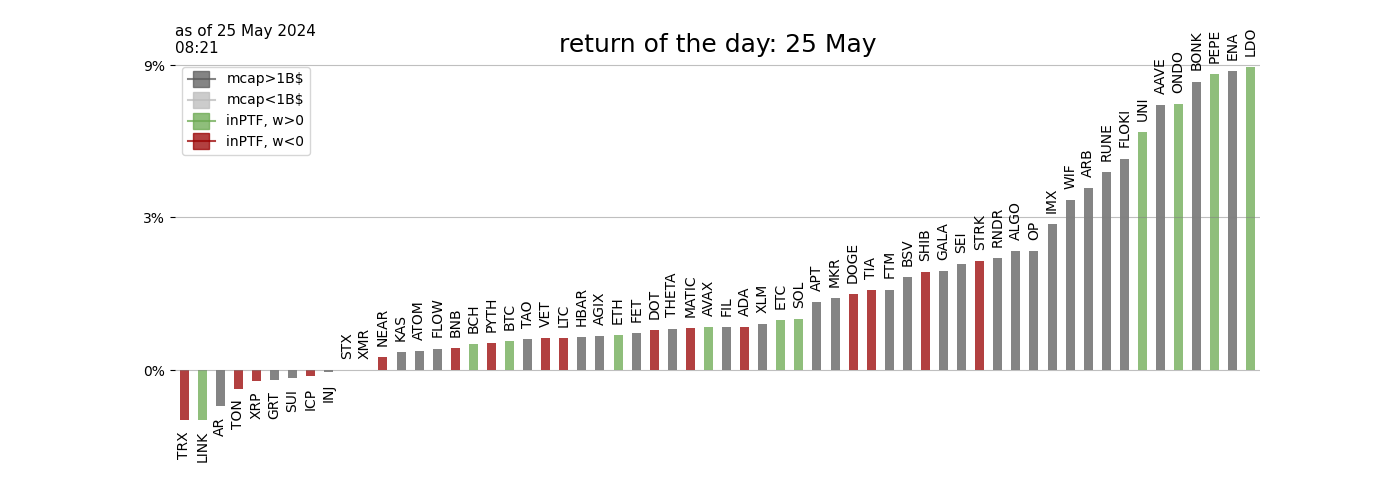 as of 25 May 2024
08:21
return of the day: 25 May
9%
3%
0%
mcap>1B$
mcap<1B$
inPTF, w>0
inPTF, w<0
TRX
LINK
AR
TON
XRP
GRT
SUI
ICP
INJ
STX
XMR
NEAR
KAS
ATOM
FLOW
BNB
BCH
PYTH
BTC
TAO
VET
LTC
HBAR
AGIX
ETH
FET
DOT
THETA
MATIC
AVAX
FIL
ADA
XLM
ETC
SOL
APT
MKR
DOGE
TIA
FTM
BSV
SHIB
GALA
SEI
STRK
RNDR
ALGO
OP
IMX
WIF
ARB
RUNE
FLOKI
UNI
AAVE
ONDO
BONK
PEPE
ENA
LDO